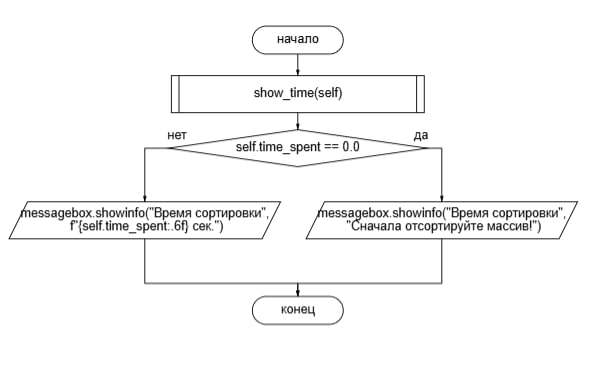 начало
show_time(self)
нет
да
self.time_spent == 0.0
messagebox.showinfo("Время сортировки",
f"{self.time_spent:.6f} сек.")
messagebox.showinfo("Время сортировки",
"Сначала отсортируйте массив!")
конец